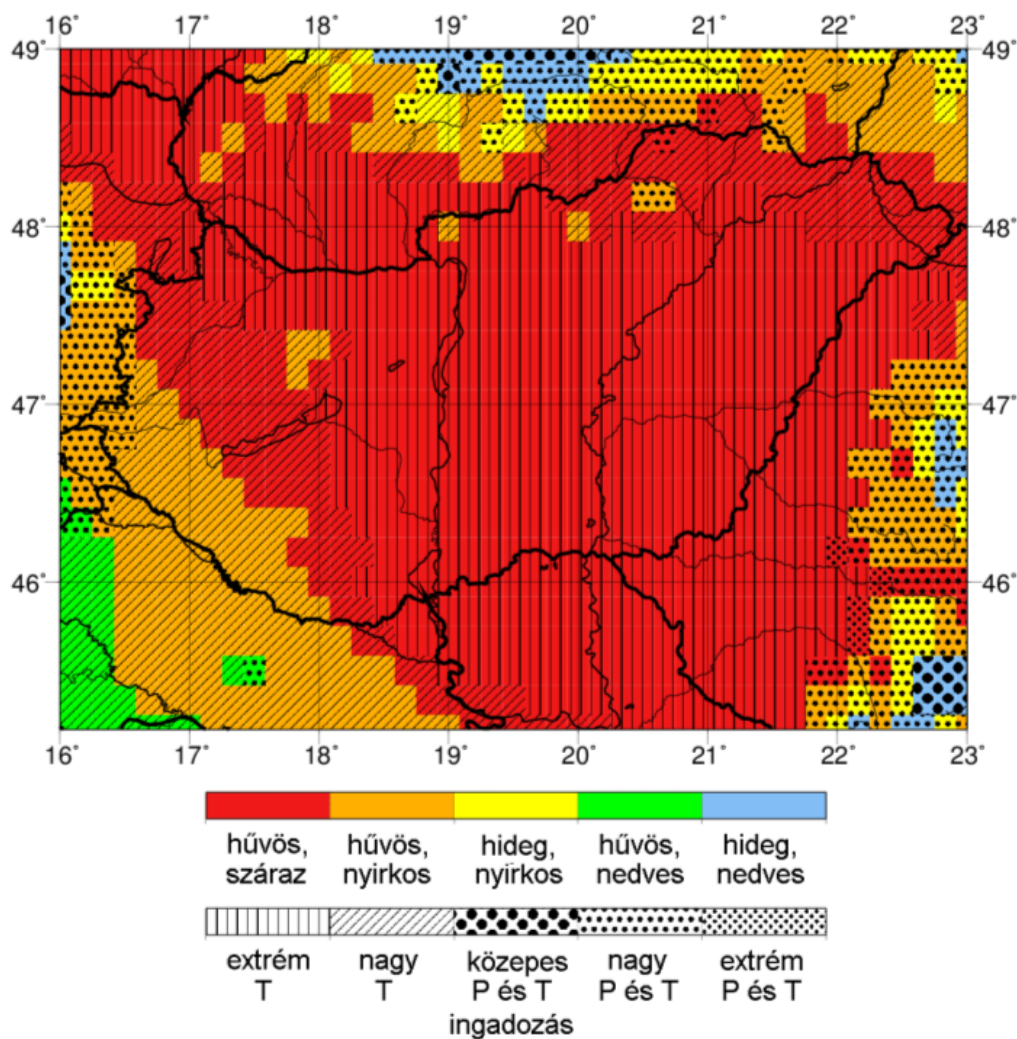 16° 17 18 19 20 21 22 23°
49° 49°
48 48
47 47
46 46
16 17 18 19 20 21 22 23
hűvös, hűvös, hideg, hűvös, hideg,
száraz nyirkos nyirkos nedves nedves
extrém nagy közepes nagy extrém
T T P és T P és T P és T
ingadozás